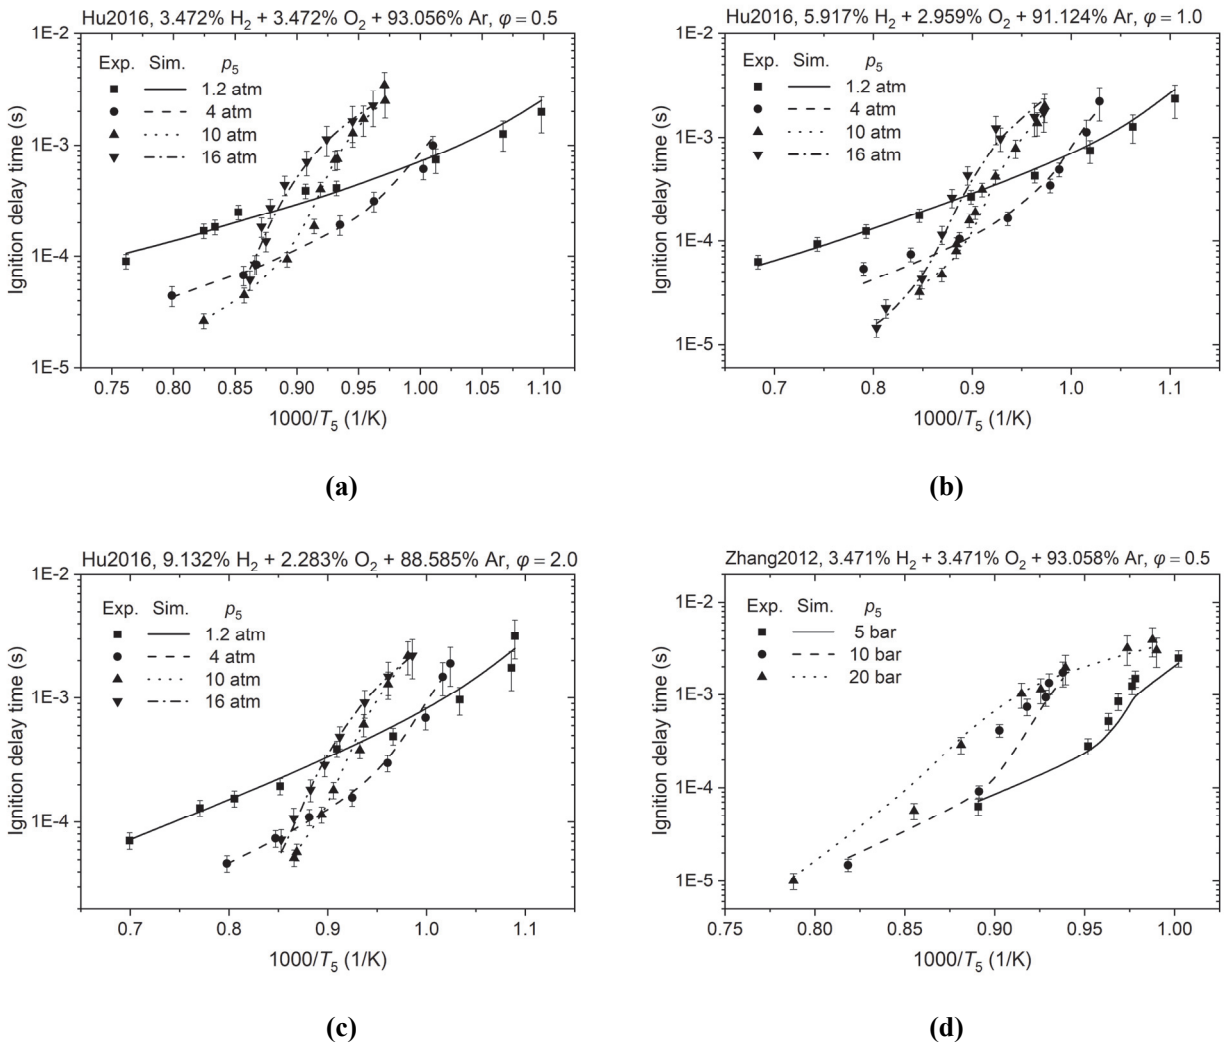 Hu2016, 3.472% H2 + 3.472% O2 + 93.056% Ar, φ = 0.5
Exp. Sim. p5
1.2 atm
4 atm
10 atm
16 atm
Ignition delay time (s)
1E-2
1E-3
1E-4
1E-5
0.75 0.80 0.85 0.90 0.95 1.00 1.05 1.10
1000/T5 (1/K)
(a)
Hu2016, 5.917% H2 + 2.959% O2 + 91.124% Ar, φ = 1.0
Exp. Sim. p5
1.2 atm
4 atm
10 atm
16 atm
Ignition delay time (s)
1E-2
1E-3
1E-4
1E-5
0.7 0.8 0.9 1.0 1.1
1000/T5 (1/K)
(b)
Hu2016, 9.132% H2 + 2.283% O2 + 88.585% Ar, φ = 2.0
Exp. Sim. p5
1.2 atm
4 atm
10 atm
16 atm
Ignition delay time (s)
1E-2
1E-3
1E-4
0.7 0.8 0.9 1.0 1.1
1000/T5 (1/K)
(c)
Zhang2012, 3.471% H2 + 3.471% O2 + 93.058% Ar, φ = 0.5
Exp. Sim. p5
5 bar
10 bar
20 bar
Ignition delay time (s)
1E-2
1E-3
1E-4
1E-5
0.75 0.80 0.85 0.90 0.95 1.00
1000/T5 (1/K)
(d)